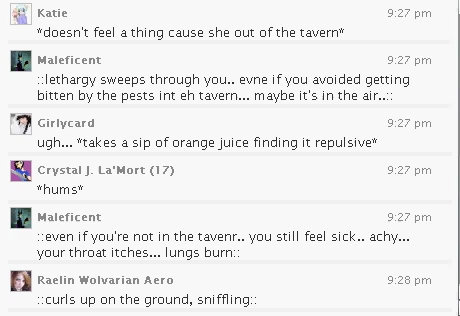 Katie 9:27 pm
*doesn't feel a thing cause she out of the tavern*
Maleficent 9:27 pm
::lethargy sweeps through you.. evne if you avoided getting
bitten by the pests int eh tavern... maybe it's in the air..::
Girlycard 9:27 pm
ugh... *takes a sip of orange juice finding it repulsive*
Crystal J. La'Mort (17) 9:27 pm
*hums*
Maleficent 9:27 pm
::even if you're not in the tavenr.. you still feel sick.. achy...
your throat itches... lungs burn::
Raelin Wolvarian Aero 9:28 pm
::curls up on the ground, sniffling::